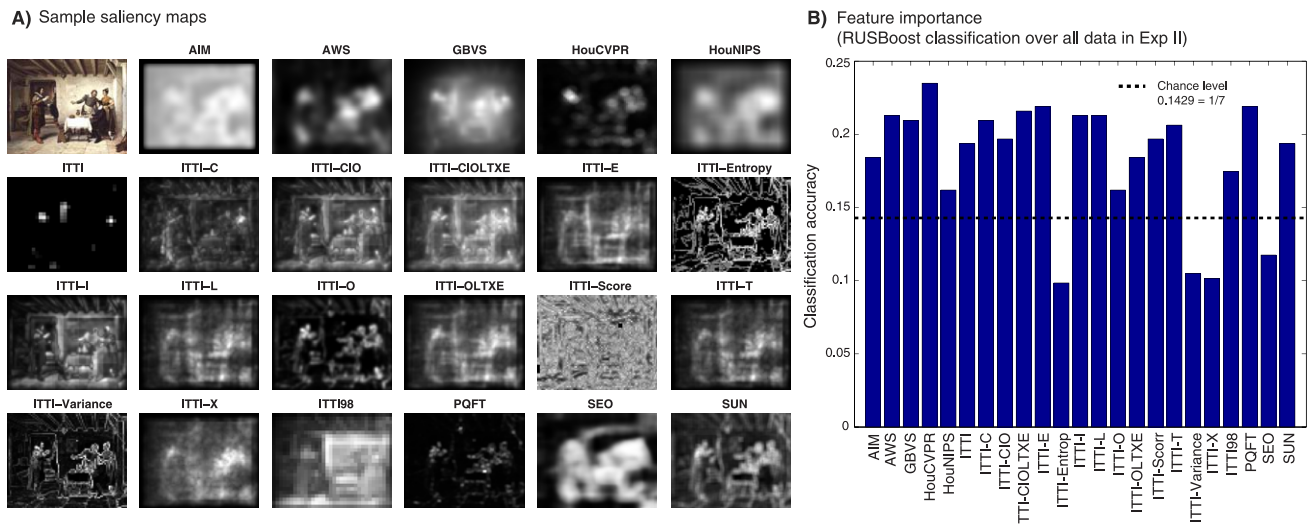 A) Sample saliency maps
AIM AWS GBVS HouCVPR HouNIPS
ITTI ITTI–C ITTI–CIO ITTI–CIOLTXE ITTI–E ITTI–Entropy
ITTI–I ITTI–L ITTI–O ITTI–OLTXE ITTI–Score ITTI–T
ITTI–Variance ITTI–X ITTI98 PQFT SEO SUN
B) Feature importance
(RUSBoost classification over all data in Exp II)
0.25
0.2
0.15
0.1
0.05
0
Classification accuracy
Chance level
0.1429 = 1/7
AIM
AWS
GBVS
HouCVPR
HouNIPS
ITTI
ITTI-C
ITTI-CIO
TTI-CIOLTXE
ITTI-E
ITTI-Entrop
ITTI-I
ITTI-L
ITTI-O
ITTI-OLTXE
ITTI-Scorr
ITTI-T
ITTI-Variance
ITTI-X
ITTI98
PQFT
SEO
SUN